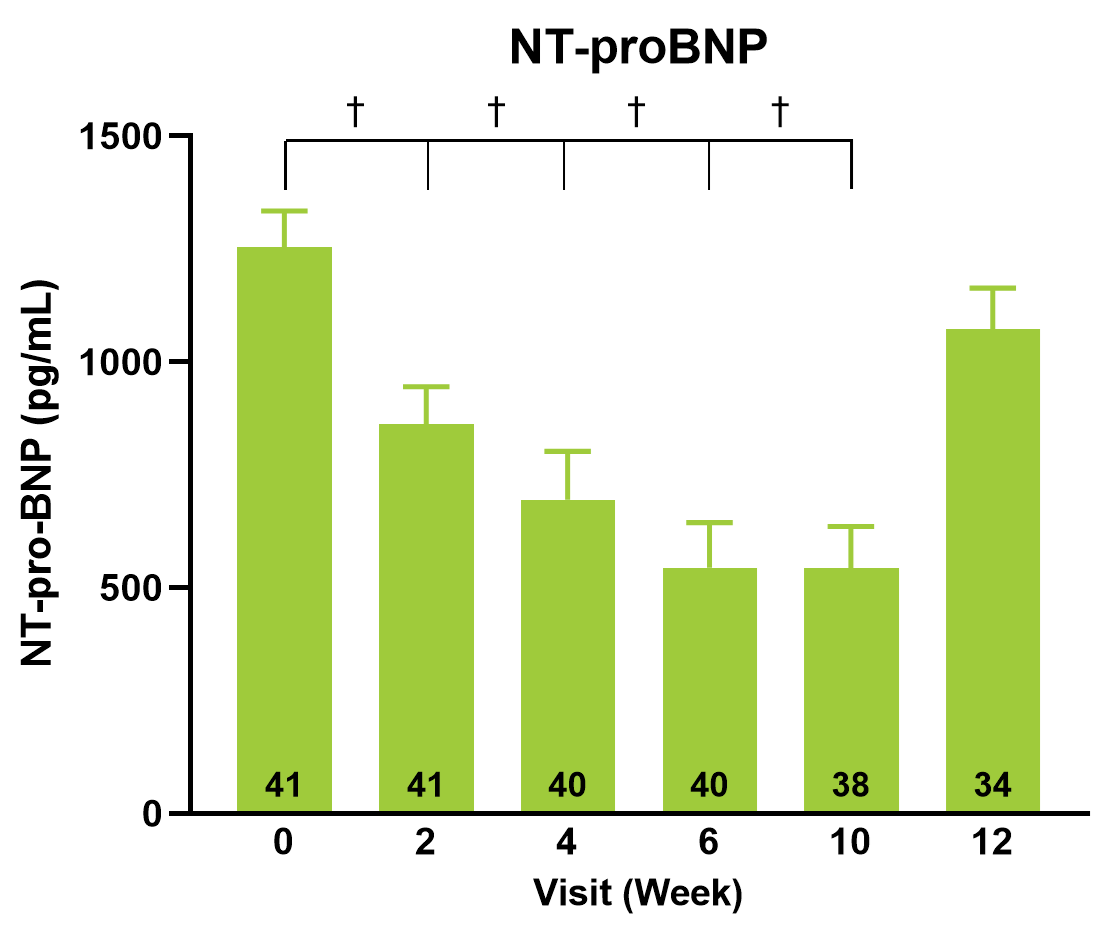 NT-proBNP
† † † †
1500
1000
500
0
NT-pro-BNP (pg/mL)
41 41 40 40 38 34
0 2 4 6 10 12
Visit (Week)